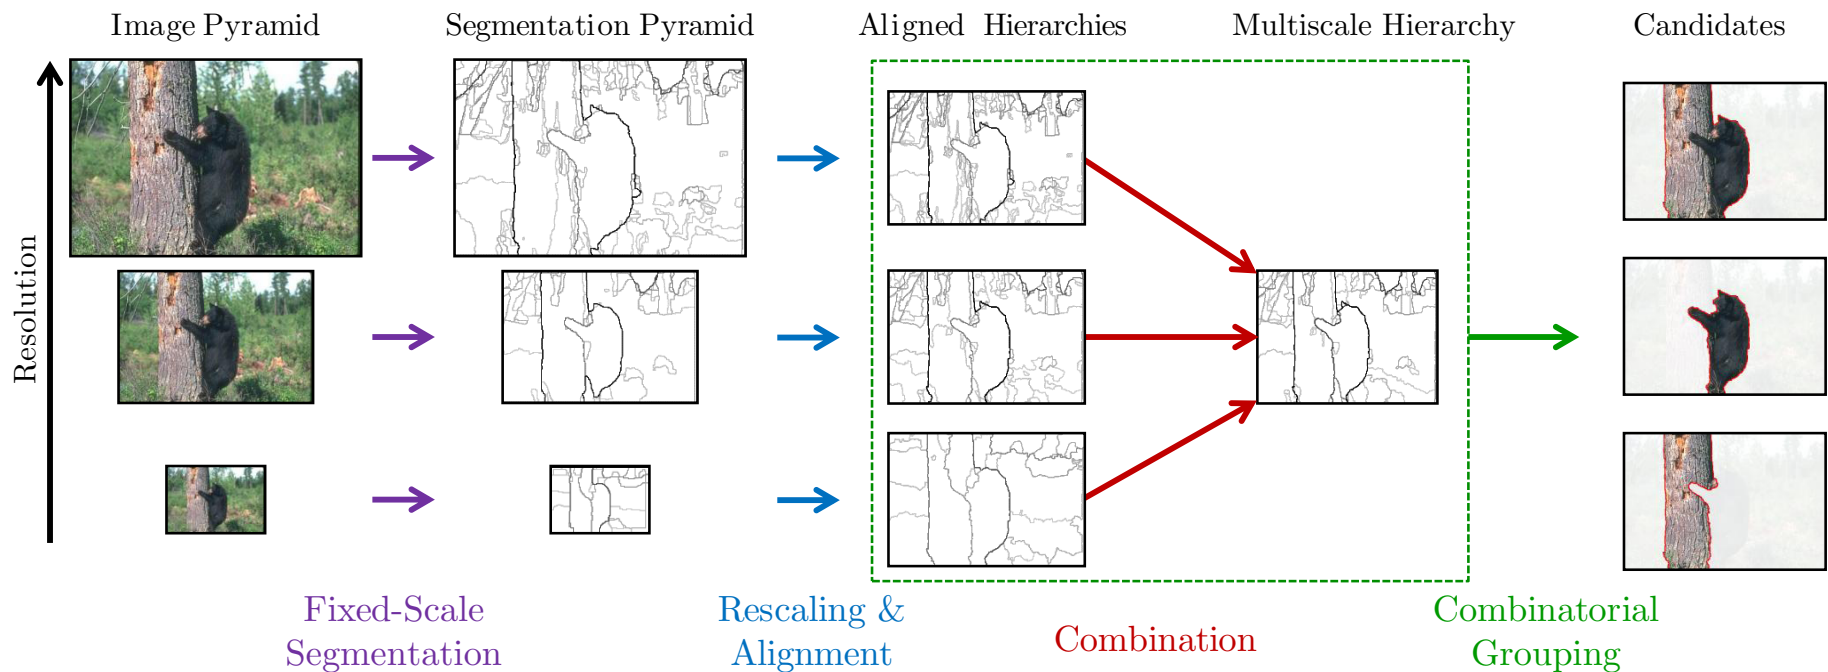 Image Pyramid
Segmentation Pyramid
Aligned Hierarchies
Multiscale Hierarchy
Candidates
Resolution
Fixed-Scale
Segmentation
Rescaling &
Alignment
Combination
Combinatorial
Grouping